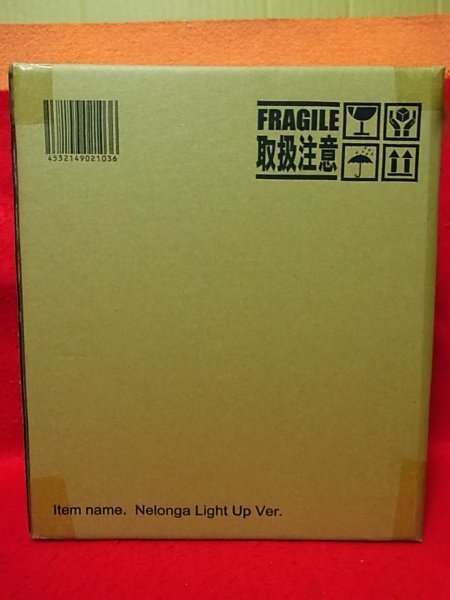 4532149021036
FRAGILE
取扱注意
Item name. Nelonga Light Up Ver.